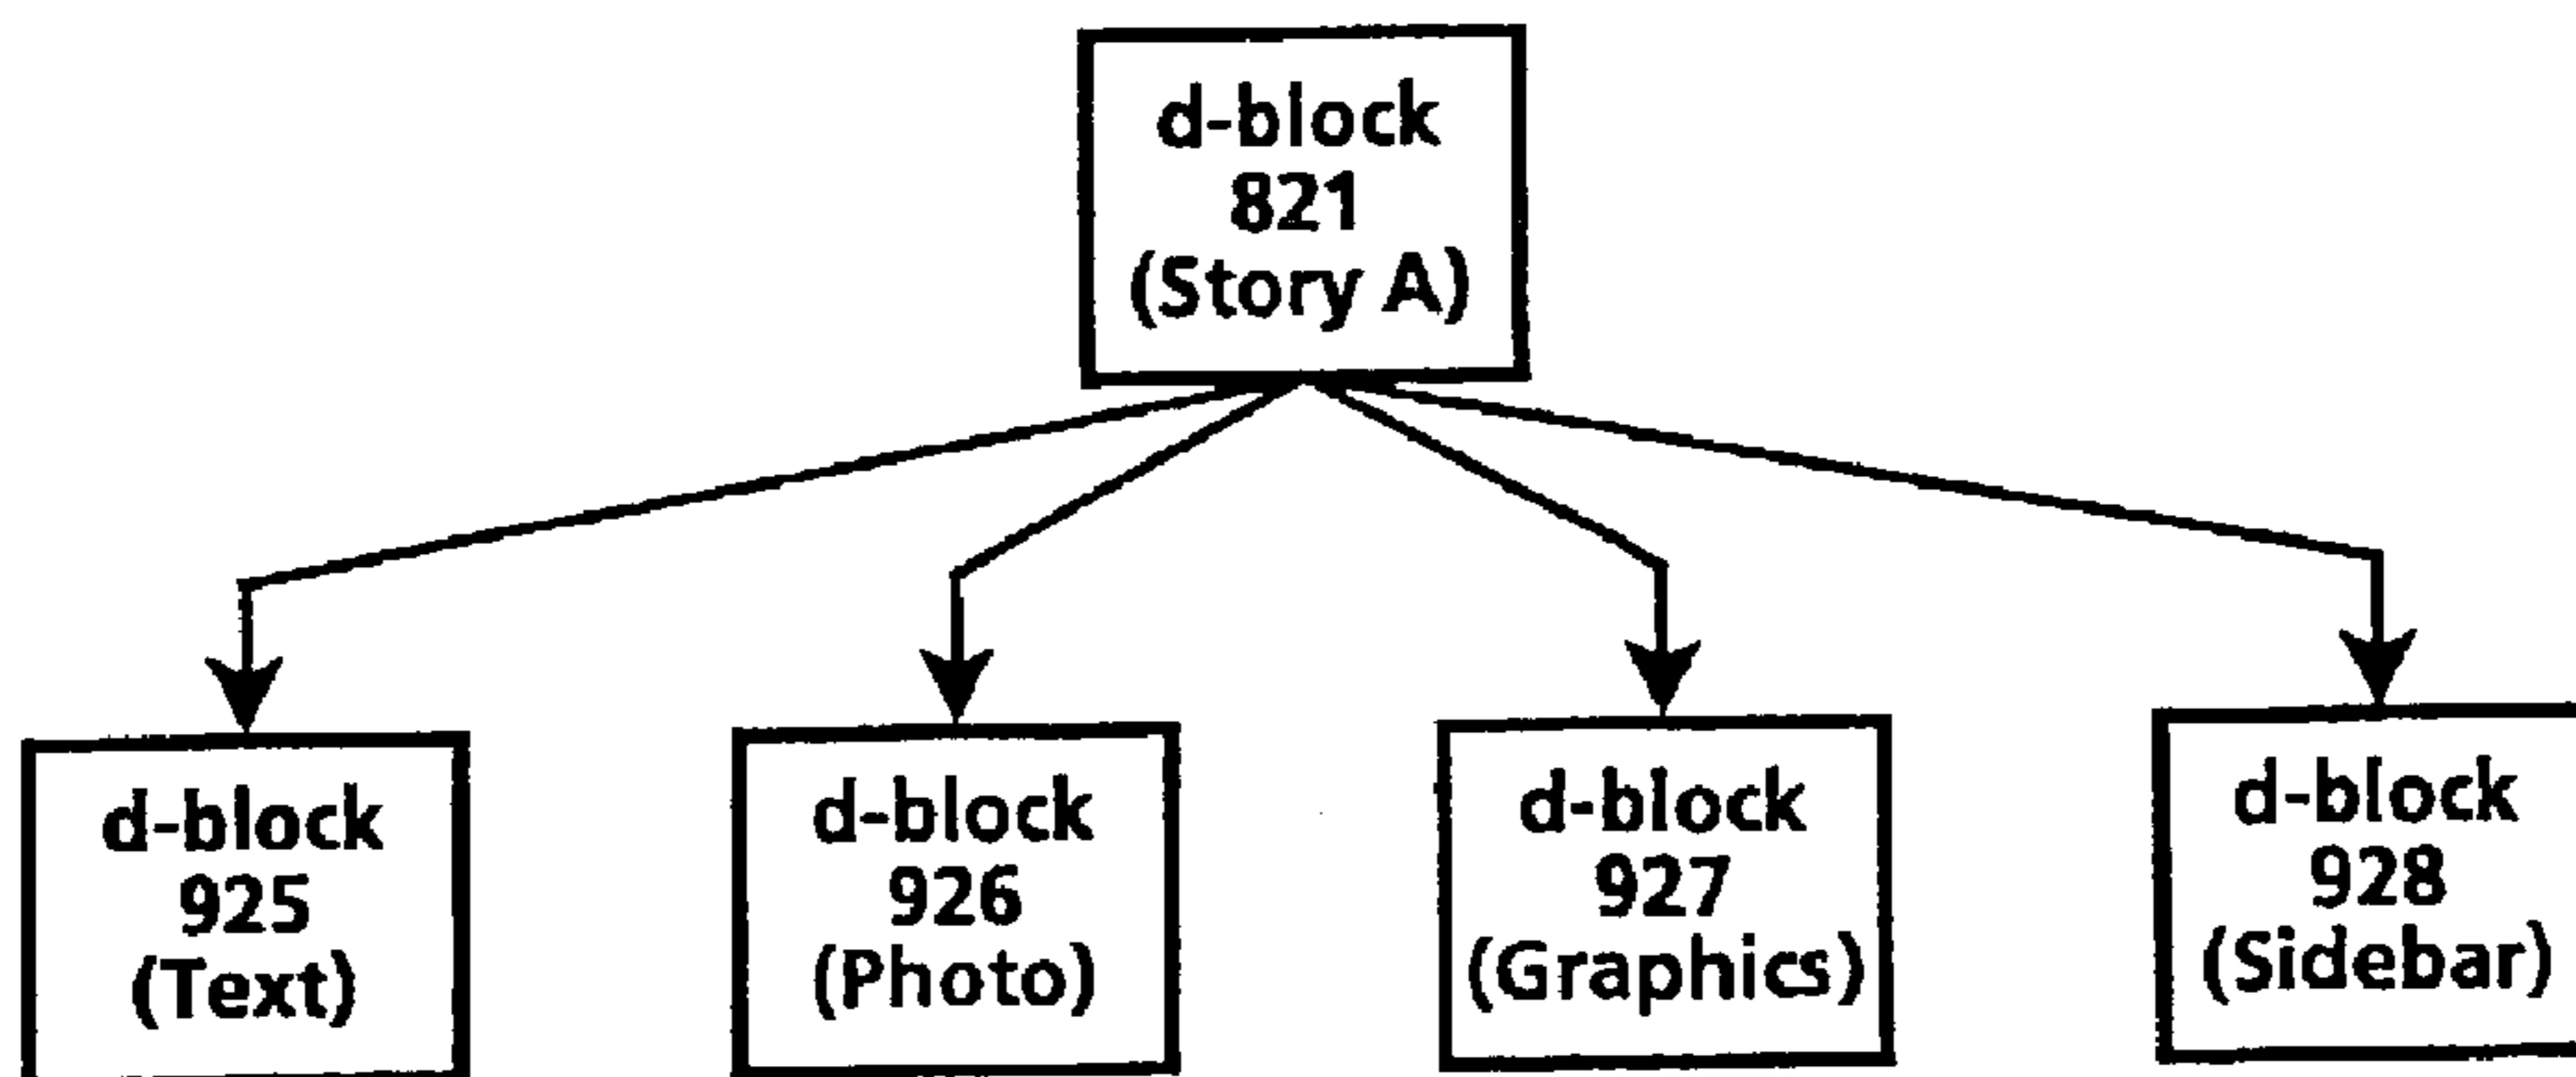 d-block
821
(Story A)
d-block
925
(Text)
d-block
926
(Photo)
d-block
927
(Graphics)
d-block
928
(Sidebar)